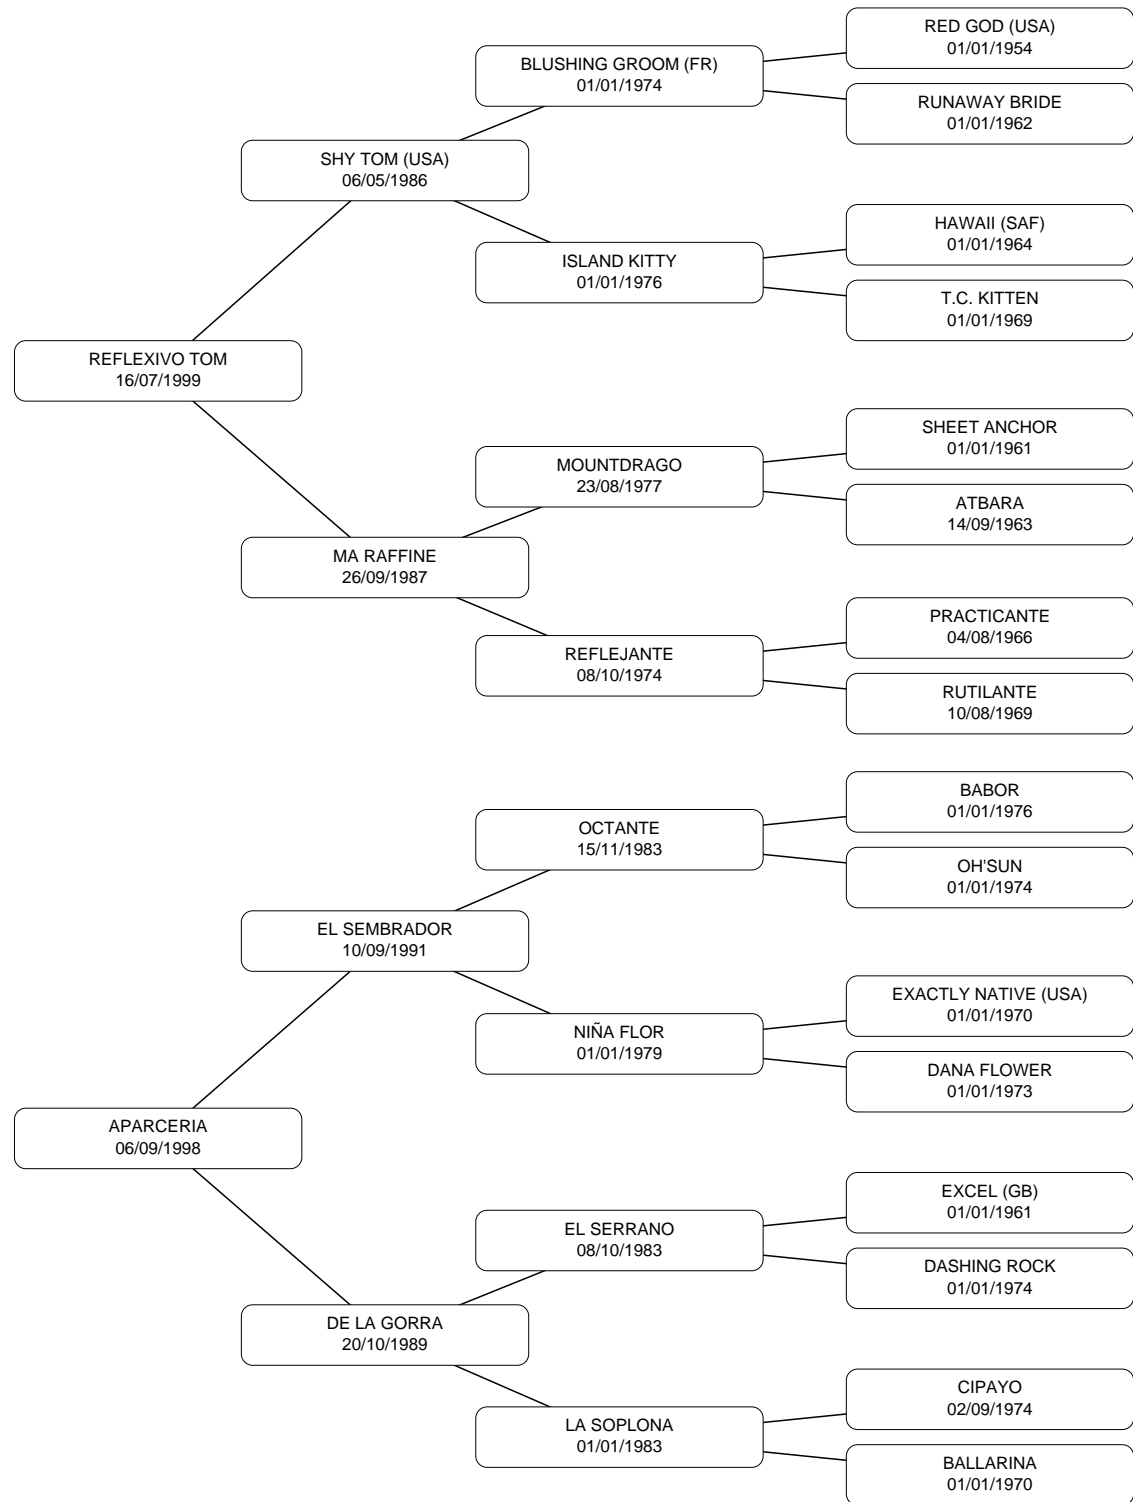 RED GOD (USA)
01/01/1954
BLUSHING GROOM (FR)
01/01/1974
RUNAWAY BRIDE
01/01/1962
SHY TOM (USA)
06/05/1986
HAWAII (SAF)
01/01/1964
ISLAND KITTY
01/01/1976
T.C. KITTEN
01/01/1969
REFLEXIVO TOM
16/07/1999
SHEET ANCHOR
01/01/1961
MOUNTDRAGO
23/08/1977
ATBARA
14/09/1963
MA RAFFINE
26/09/1987
PRACTICANTE
04/08/1966
REFLEJANTE
08/10/1974
RUTILANTE
10/08/1969
BABOR
01/01/1976
OCTANTE
15/11/1983
OH'SUN
01/01/1974
EL SEMBRADOR
10/09/1991
EXACTLY NATIVE (USA)
01/01/1970
NIÑA FLOR
01/01/1979
DANA FLOWER
01/01/1973
APARCERIA
06/09/1998
EXCEL (GB)
01/01/1961
EL SERRANO
08/10/1983
DASHING ROCK
01/01/1974
DE LA GORRA
20/10/1989
CIPAYO
02/09/1974
LA SOPLONA
01/01/1983
BALLARINA
01/01/1970